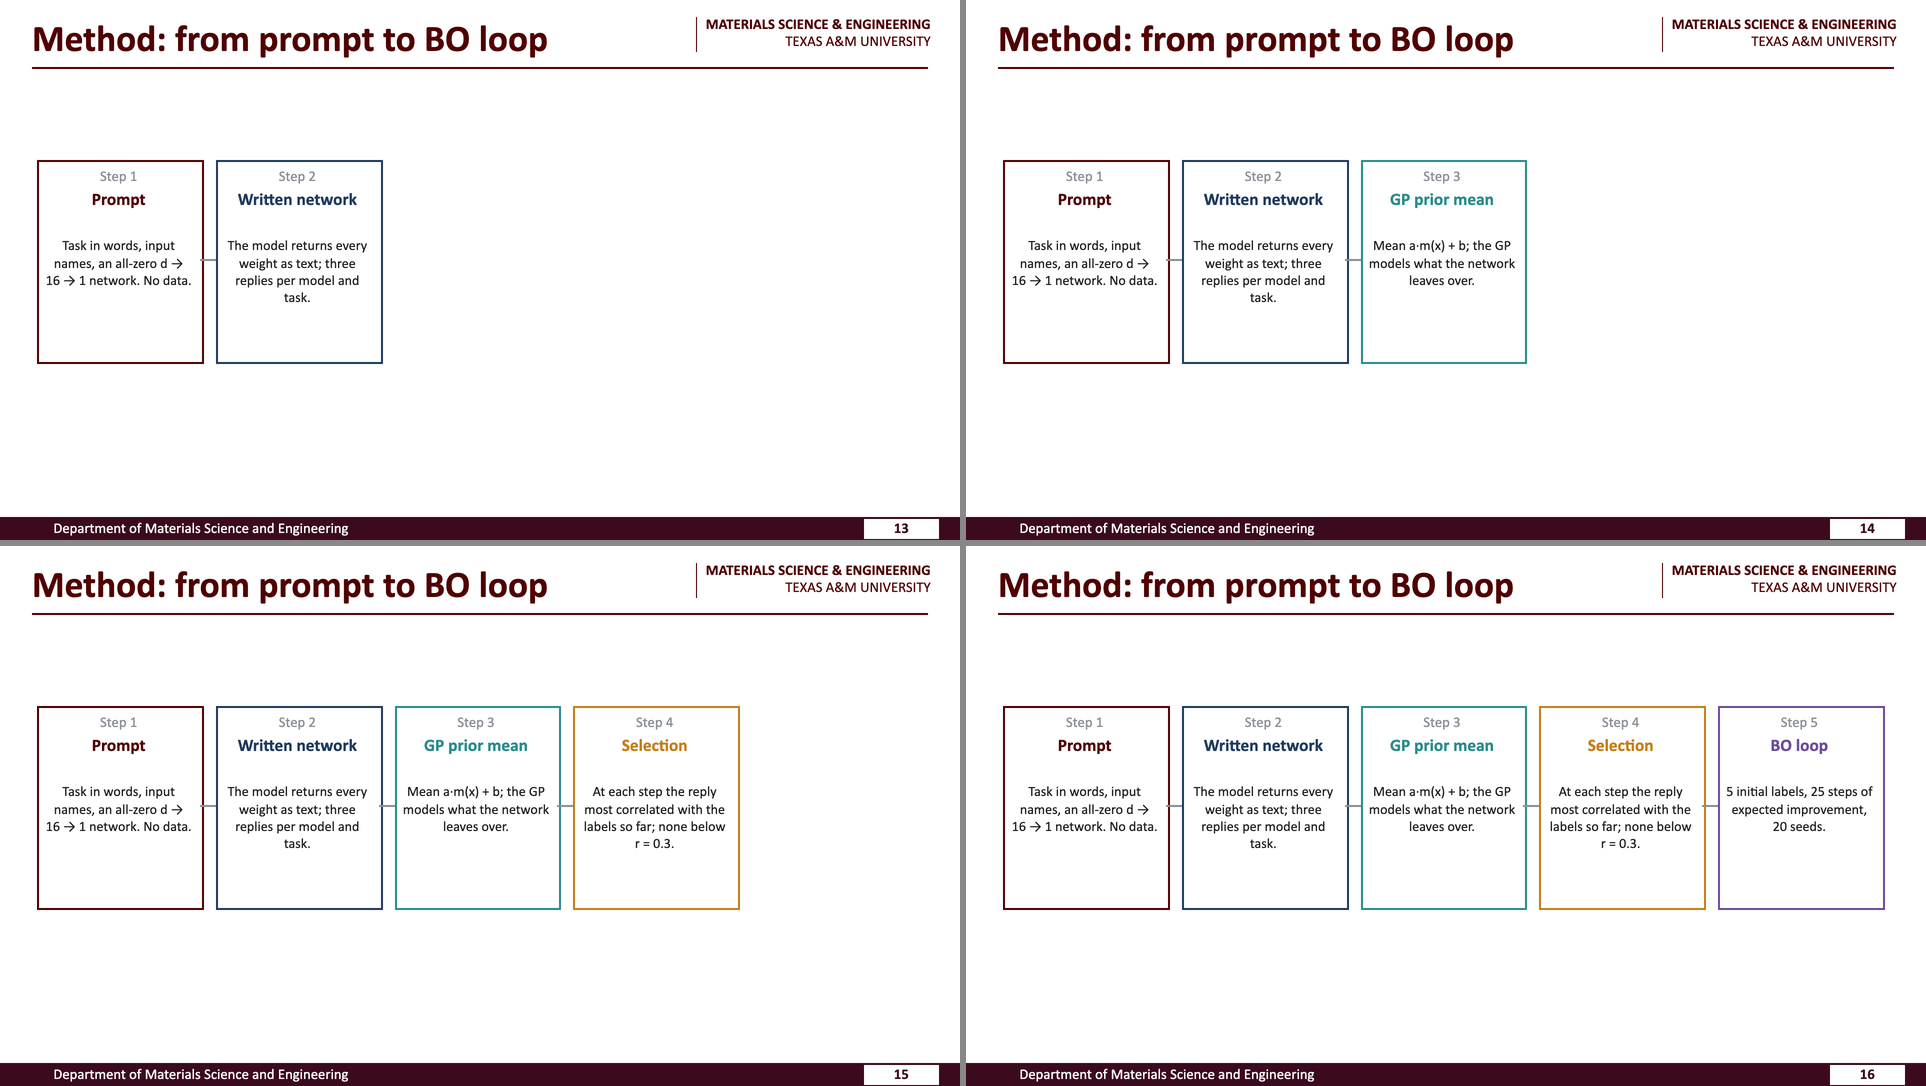 Method: from prompt to BO loop
MATERIALS SCIENCE & ENGINEERING
TEXAS A&M UNIVERSITY
Step 1
Prompt
Task in words, input
names, an all-zero d →
16 → 1 network. No data.
Step 2
Written network
The model returns every
weight as text; three
replies per model and
task.
Department of Materials Science and Engineering
13
Method: from prompt to BO loop
MATERIALS SCIENCE & ENGINEERING
TEXAS A&M UNIVERSITY
Step 1
Prompt
Task in words, input
names, an all-zero d →
16 → 1 network. No data.
Step 2
Written network
The model returns every
weight as text; three
replies per model and
task.
Step 3
GP prior mean
Mean a·m(x) + b; the GP
models what the network
leaves over.
Department of Materials Science and Engineering
14
Method: from prompt to BO loop
MATERIALS SCIENCE & ENGINEERING
TEXAS A&M UNIVERSITY
Step 1
Prompt
Task in words, input
names, an all-zero d →
16 → 1 network. No data.
Step 2
Written network
The model returns every
weight as text; three
replies per model and
task.
Step 3
GP prior mean
Mean a·m(x) + b; the GP
models what the network
leaves over.
Step 4
Selection
At each step the reply
most correlated with the
labels so far; none below
r = 0.3.
Department of Materials Science and Engineering
15
Method: from prompt to BO loop
MATERIALS SCIENCE & ENGINEERING
TEXAS A&M UNIVERSITY
Step 1
Prompt
Task in words, input
names, an all-zero d →
16 → 1 network. No data.
Step 2
Written network
The model returns every
weight as text; three
replies per model and
task.
Step 3
GP prior mean
Mean a·m(x) + b; the GP
models what the network
leaves over.
Step 4
Selection
At each step the reply
most correlated with the
labels so far; none below
r = 0.3.
Step 5
BO loop
5 initial labels, 25 steps of
expected improvement,
20 seeds.
Department of Materials Science and Engineering
16